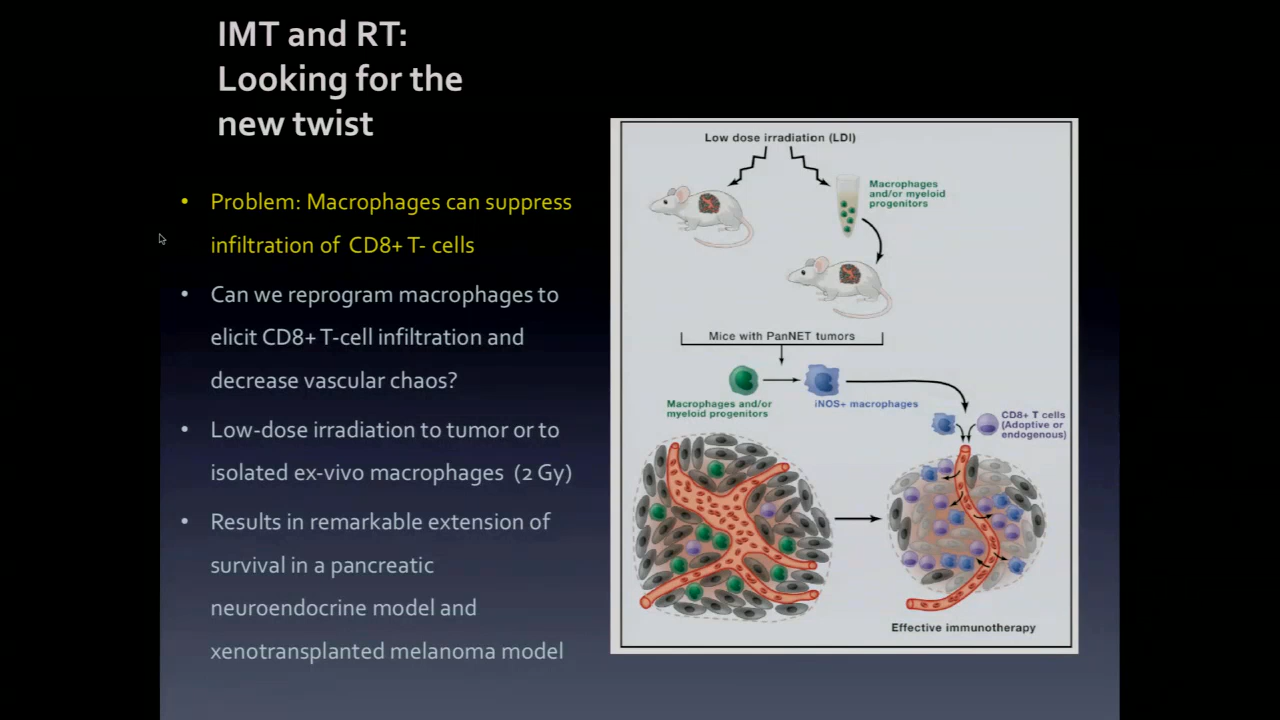 IMT and RT:
Looking for the
new twist
• Problem: Macrophages can suppress
infiltration of CD8+ T- cells
• Can we reprogram macrophages to
elicit CD8+ T-cell infiltration and
decrease vascular chaos?
• Low-dose irradiation to tumor or to
isolated ex-vivo macrophages (2 Gy)
• Results in remarkable extension of
survival in a pancreatic
neuroendocrine model and
xenotransplanted melanoma model
Low dose irradiation (LDI)
Macrophages
and/or myeloid
progenitors
Mice with PanNET tumors
Macrophages and/or
myeloid progenitors
iNOS+ macrophages
CD8+ T cells
(Adoptive or
endogenous)
Effective immunotherapy